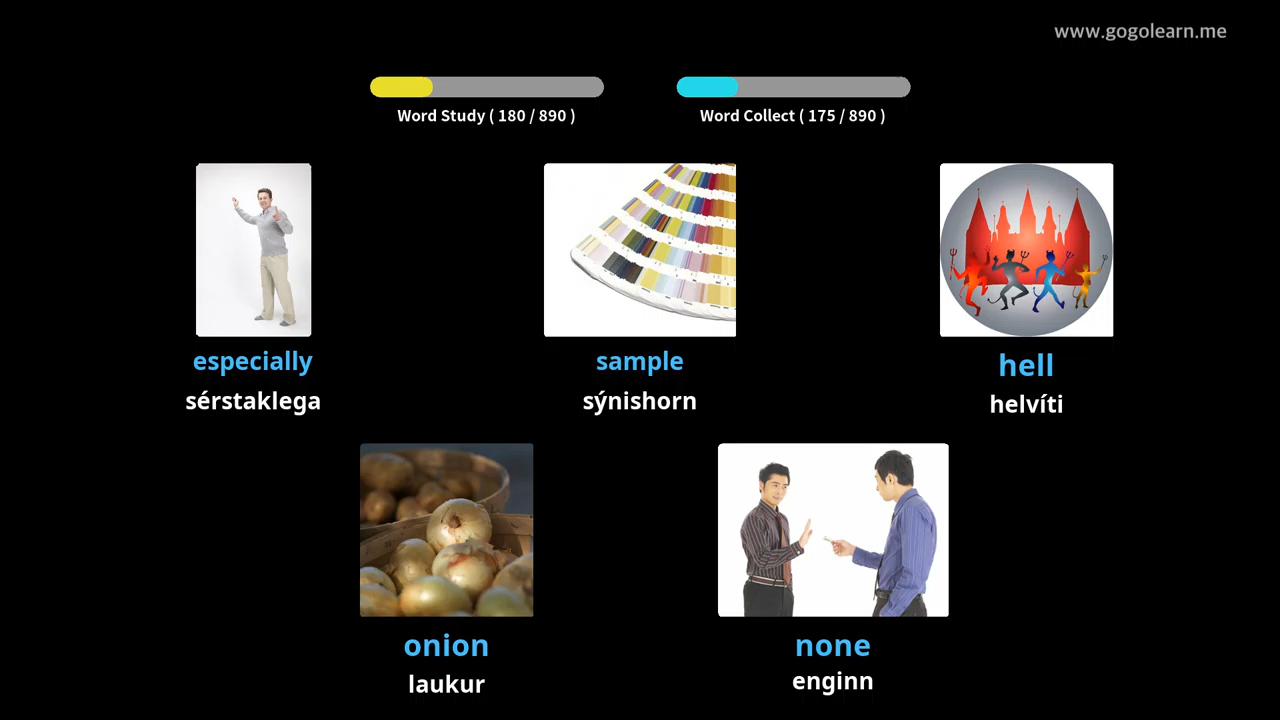 www.gogolearn.me
Word Study ( 180 / 890 )
Word Collect ( 175 / 890 )
especially
sérstaklega
sample
sýnishorn
hell
helvíti
onion
laukur
none
enginn